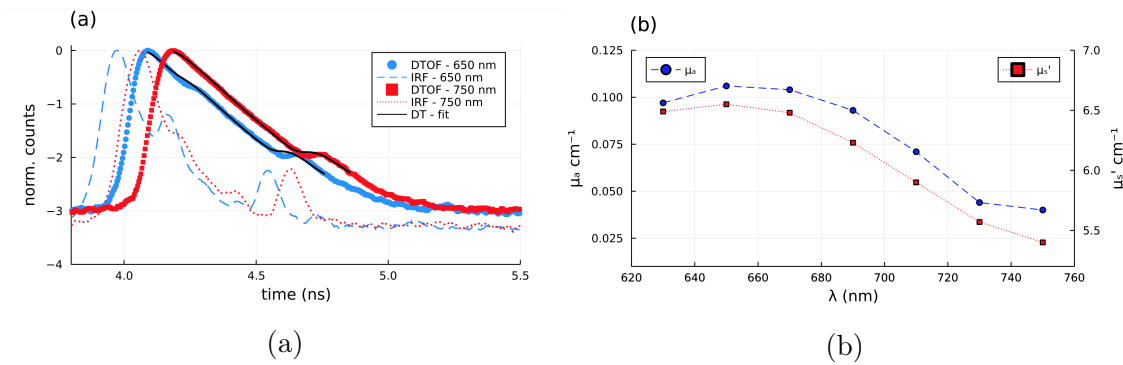 (a)
norm. counts
0
−1
−2
−3
−4
4.0
4.5
5.0
5.5
time (ns)
DTOF - 650 nm
IRF - 650 nm
DTOF - 750 nm
IRF - 750 nm
DT - fit
(a)
(b)
μₐ cm⁻¹
0.125
0.100
0.075
0.050
0.025
μₐ
μₛ'
7.0
6.5
6.0
5.5
μₛ' cm⁻¹
620
640
660
680
700
720
740
760
λ (nm)
(b)